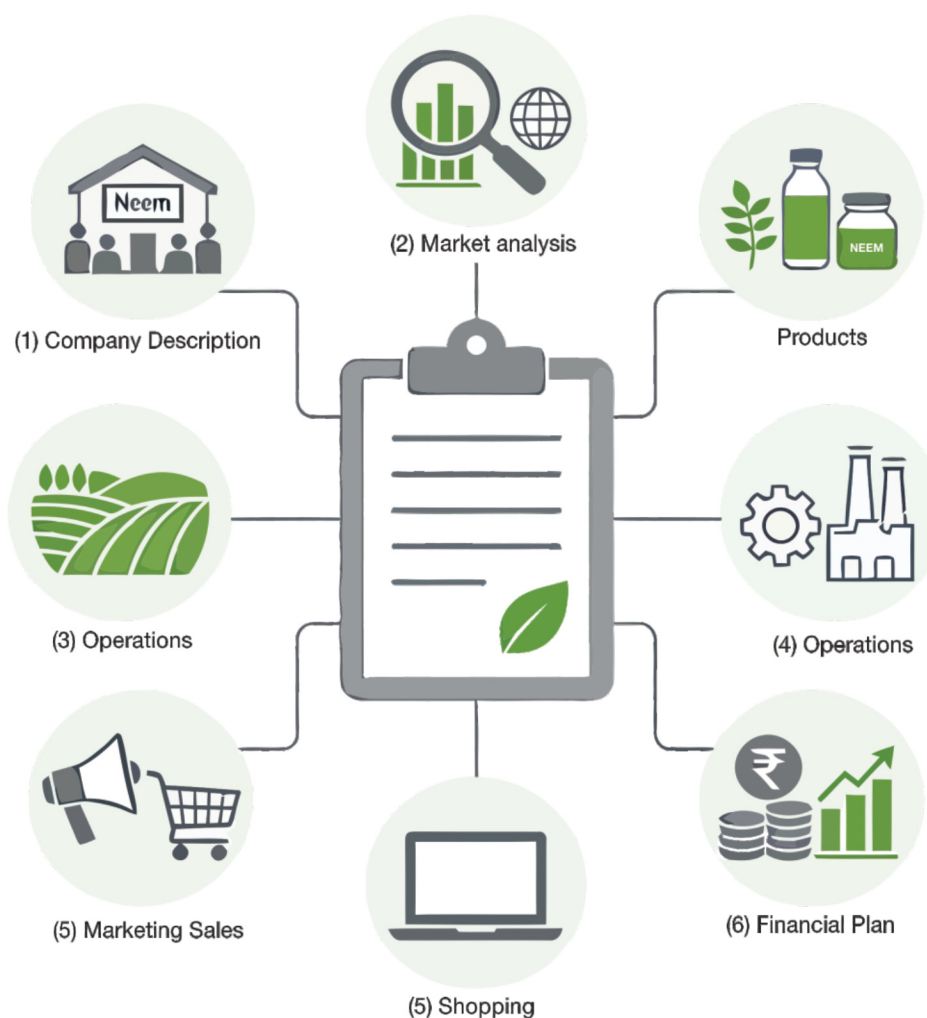 Neem
(1) Company Description
(2) Market analysis
NEEM
Products
(3) Operations
(4) Operations
(5) Marketing Sales
(5) Shopping
₹
(6) Financial Plan